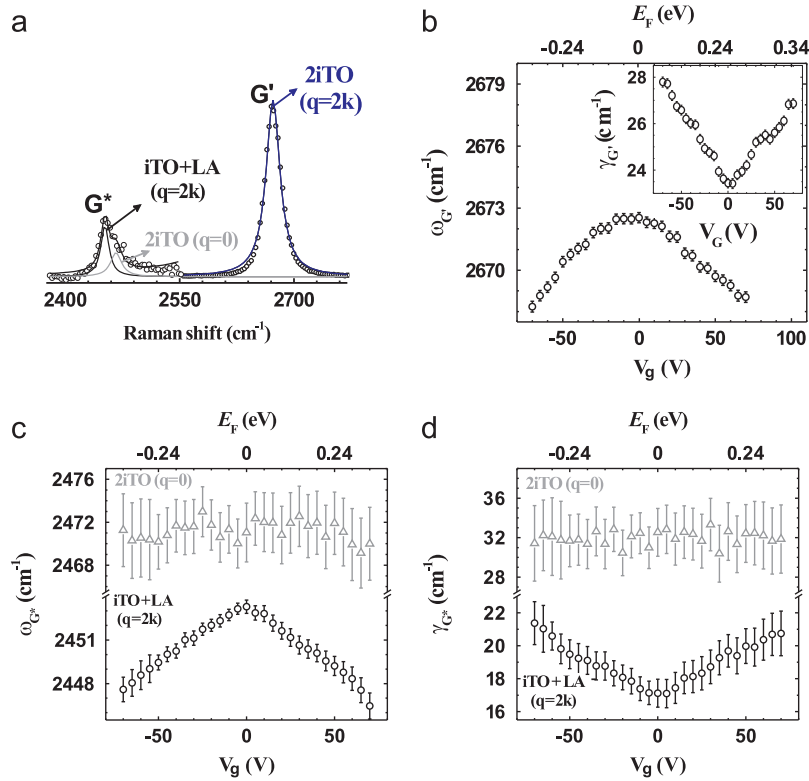 a
G'
2iTO
(q=2k)
iTO+LA
(q=2k)
G*
2iTO (q=0)
2400 2550 2700
Raman shift (cm-1)
b
E_F (eV)
-0.24 0 0.24 0.34
2679
2676
2673
2670
ω_G' (cm-1)
28
26
24
γ_G' (cm-1)
-50 0 50
V_G (V)
-50 0 50 100
V_g (V)
c
E_F (eV)
-0.24 0 0.24
2476
2472
2468
2451
2448
ω_G* (cm-1)
2iTO (q=0)
iTO+LA
(q=2k)
-50 0 50
V_g (V)
d
E_F (eV)
-0.24 0 0.24
36
32
28
22
20
18
16
γ_G* (cm-1)
2iTO (q=0)
iTO+LA
(q=2k)
-50 0 50
V_g (V)